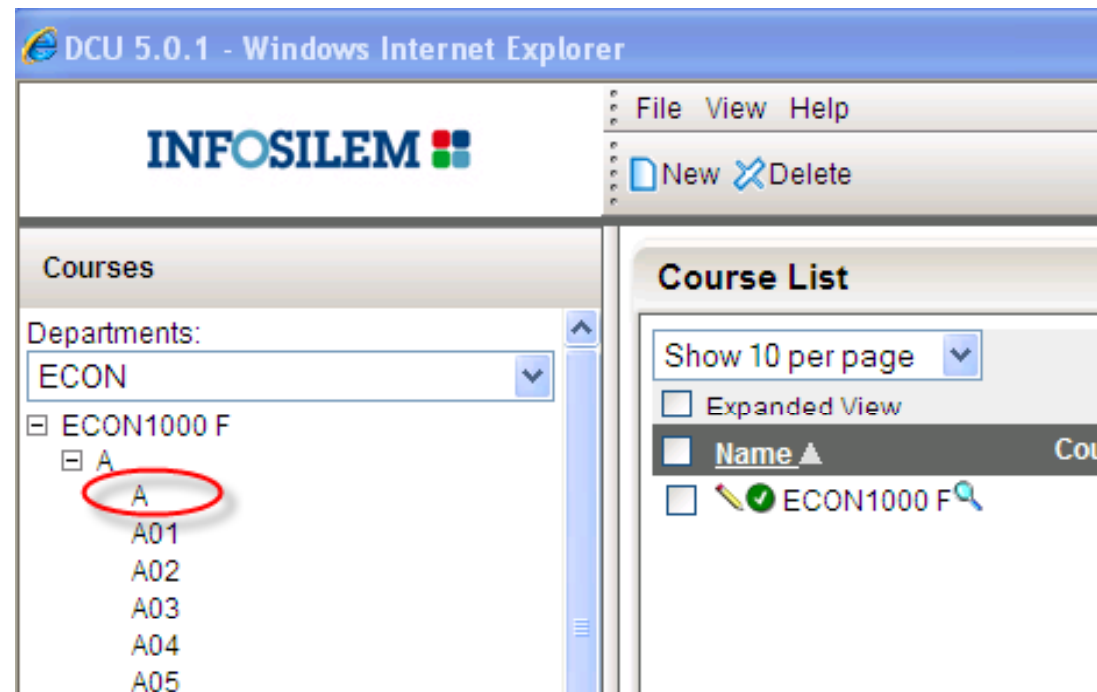 DCU 5.0.1 - Windows Internet Explorer
INFOSILEM
File View Help
New Delete
Courses
Departments:
ECON
ECON1000 F
A
A
A01
A02
A03
A04
A05
Course List
Show 10 per page
Expanded View
Name
ECON1000 F